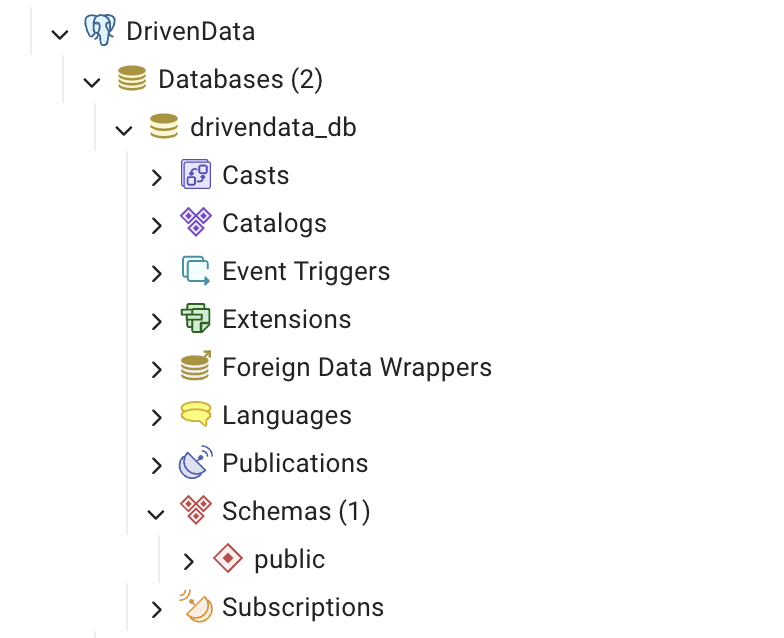 DrivenData
Databases (2)
drivendata_db
Casts
Catalogs
Event Triggers
Extensions
Foreign Data Wrappers
Languages
Publications
Schemas (1)
public
Subscriptions